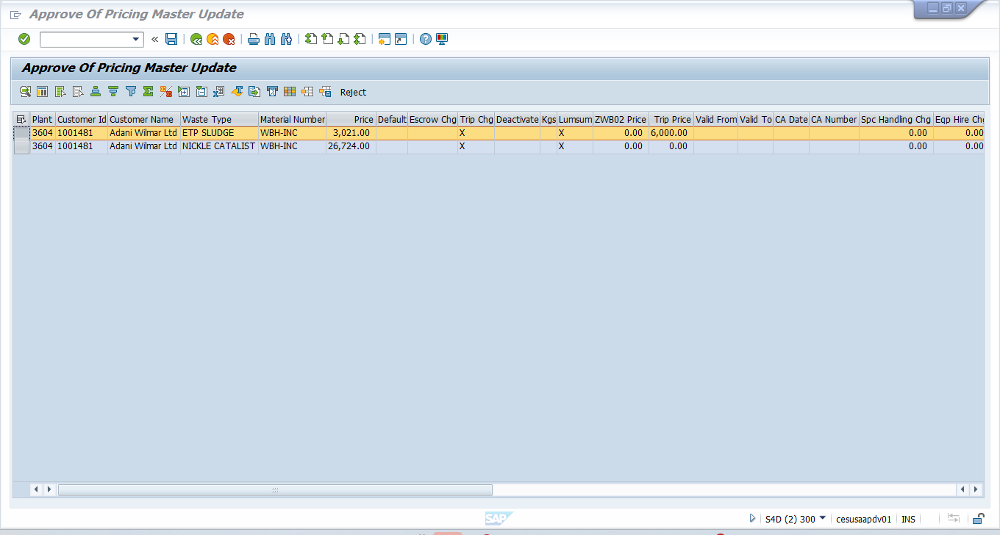 Approve Of Pricing Master Update
Approve Of Pricing Master Update
Reject
Plant Customer Id Customer Name Waste Type Material Number Price Default Escrow Chg Trip Chg Deactivate Kgs Lumsum ZWB02 Price Trip Price Valid From Valid To CA Date CA Number Spc Handling Chg Eqp Hire Chg
3604 1001481 Adani Wilmar Ltd ETP SLUDGE WBH-INC 3,021.00 X X 0.00 6,000.00 0.00 0.00
3604 1001481 Adani Wilmar Ltd NICKLE CATALIST WBH-INC 26,724.00 X X 0.00 0.00 0.00 0.00
SAP S4D (2) 300 cesusaapdv01 INS